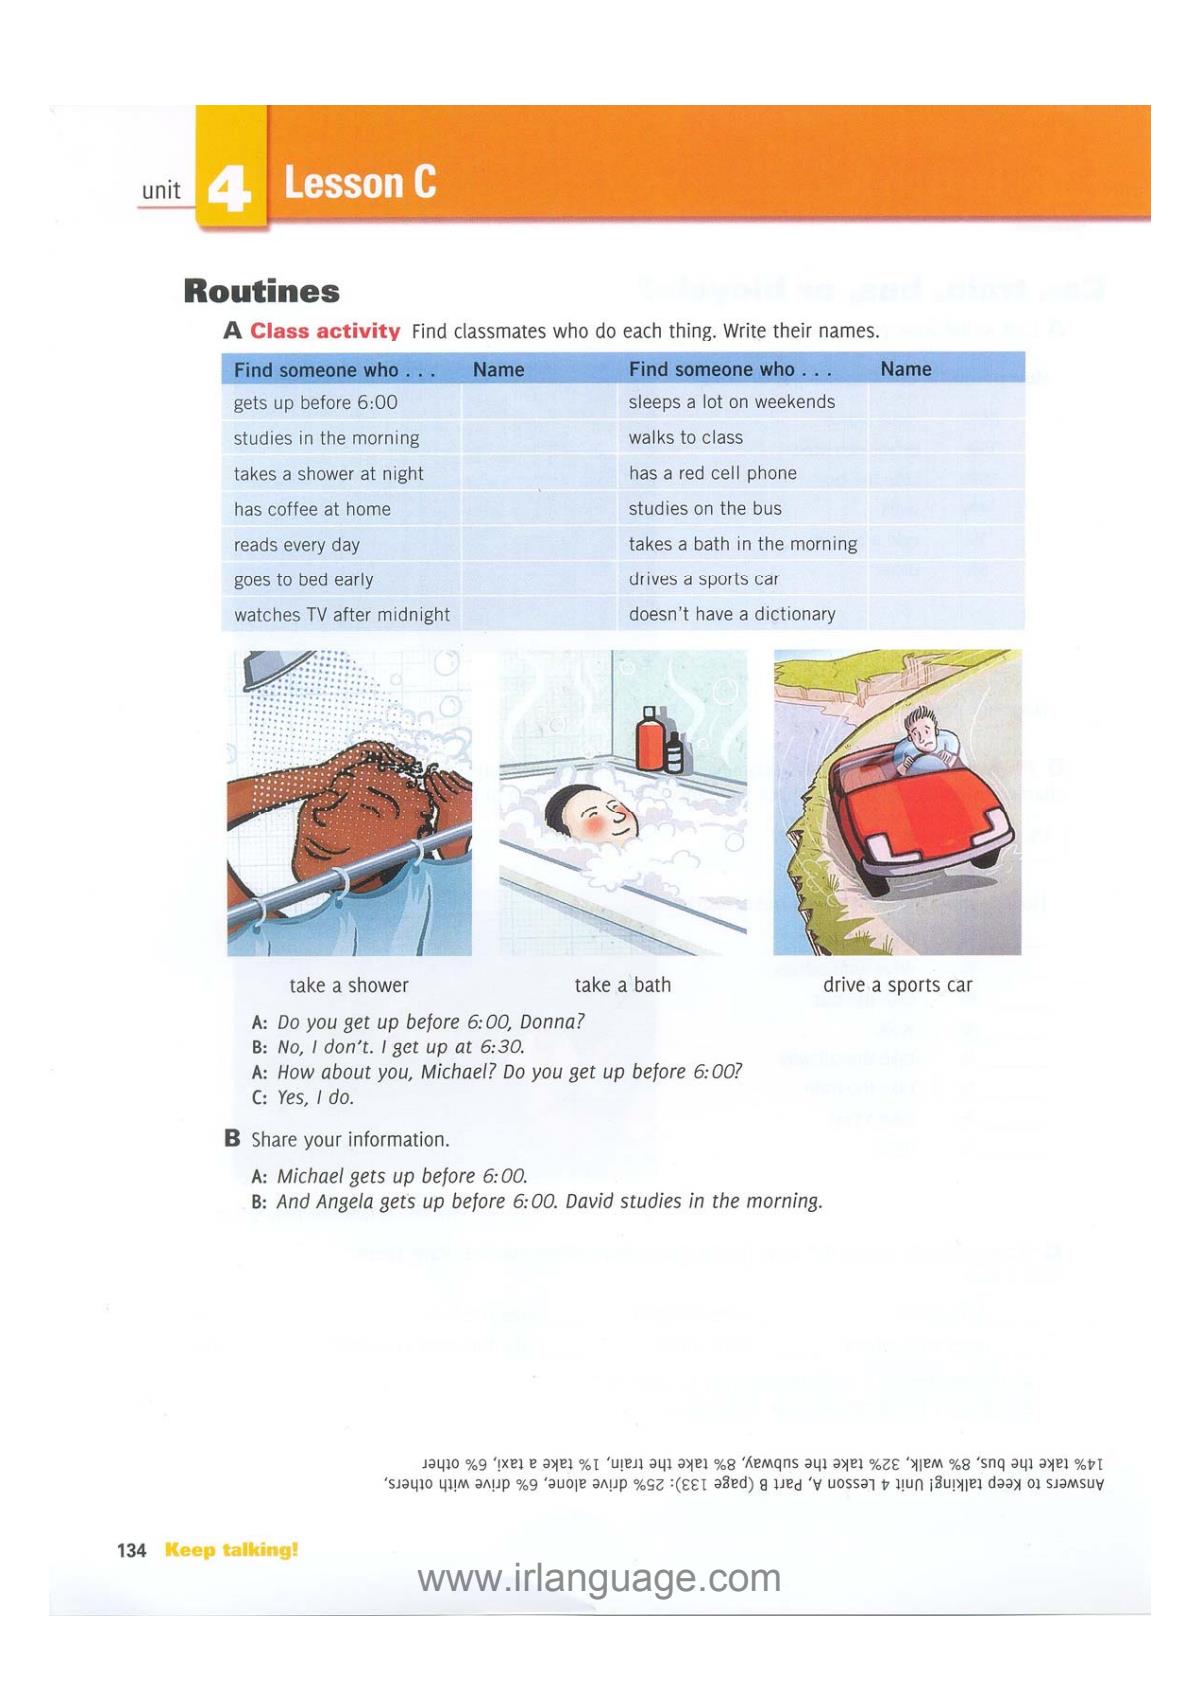 unit 4 Lesson C
Routines
A Class activity Find classmates who do each thing. Write their names.
Find someone who . . . Name Find someone who . . . Name
gets up before 6:00 sleeps a lot on weekends
studies in the morning walks to class
takes a shower at night has a red cell phone
has coffee at home studies on the bus
reads every day takes a bath in the morning
goes to bed early drives a sports car
watches TV after midnight doesn't have a dictionary
take a shower take a bath drive a sports car
A: Do you get up before 6:00, Donna?
B: No, I don't. I get up at 6:30.
A: How about you, Michael? Do you get up before 6:00?
C: Yes, I do.
B Share your information.
A: Michael gets up before 6:00.
B: And Angela gets up before 6:00. David studies in the morning.
Answers to Keep talking! Unit 4 Lesson A, Part B (page 133): 25% drive alone, 6% drive with others,
14% take the bus, 8% walk, 32% take the subway, 8% take the train, 1% take a taxi, 6% other
134 Keep talking!
www.irlanguage.com